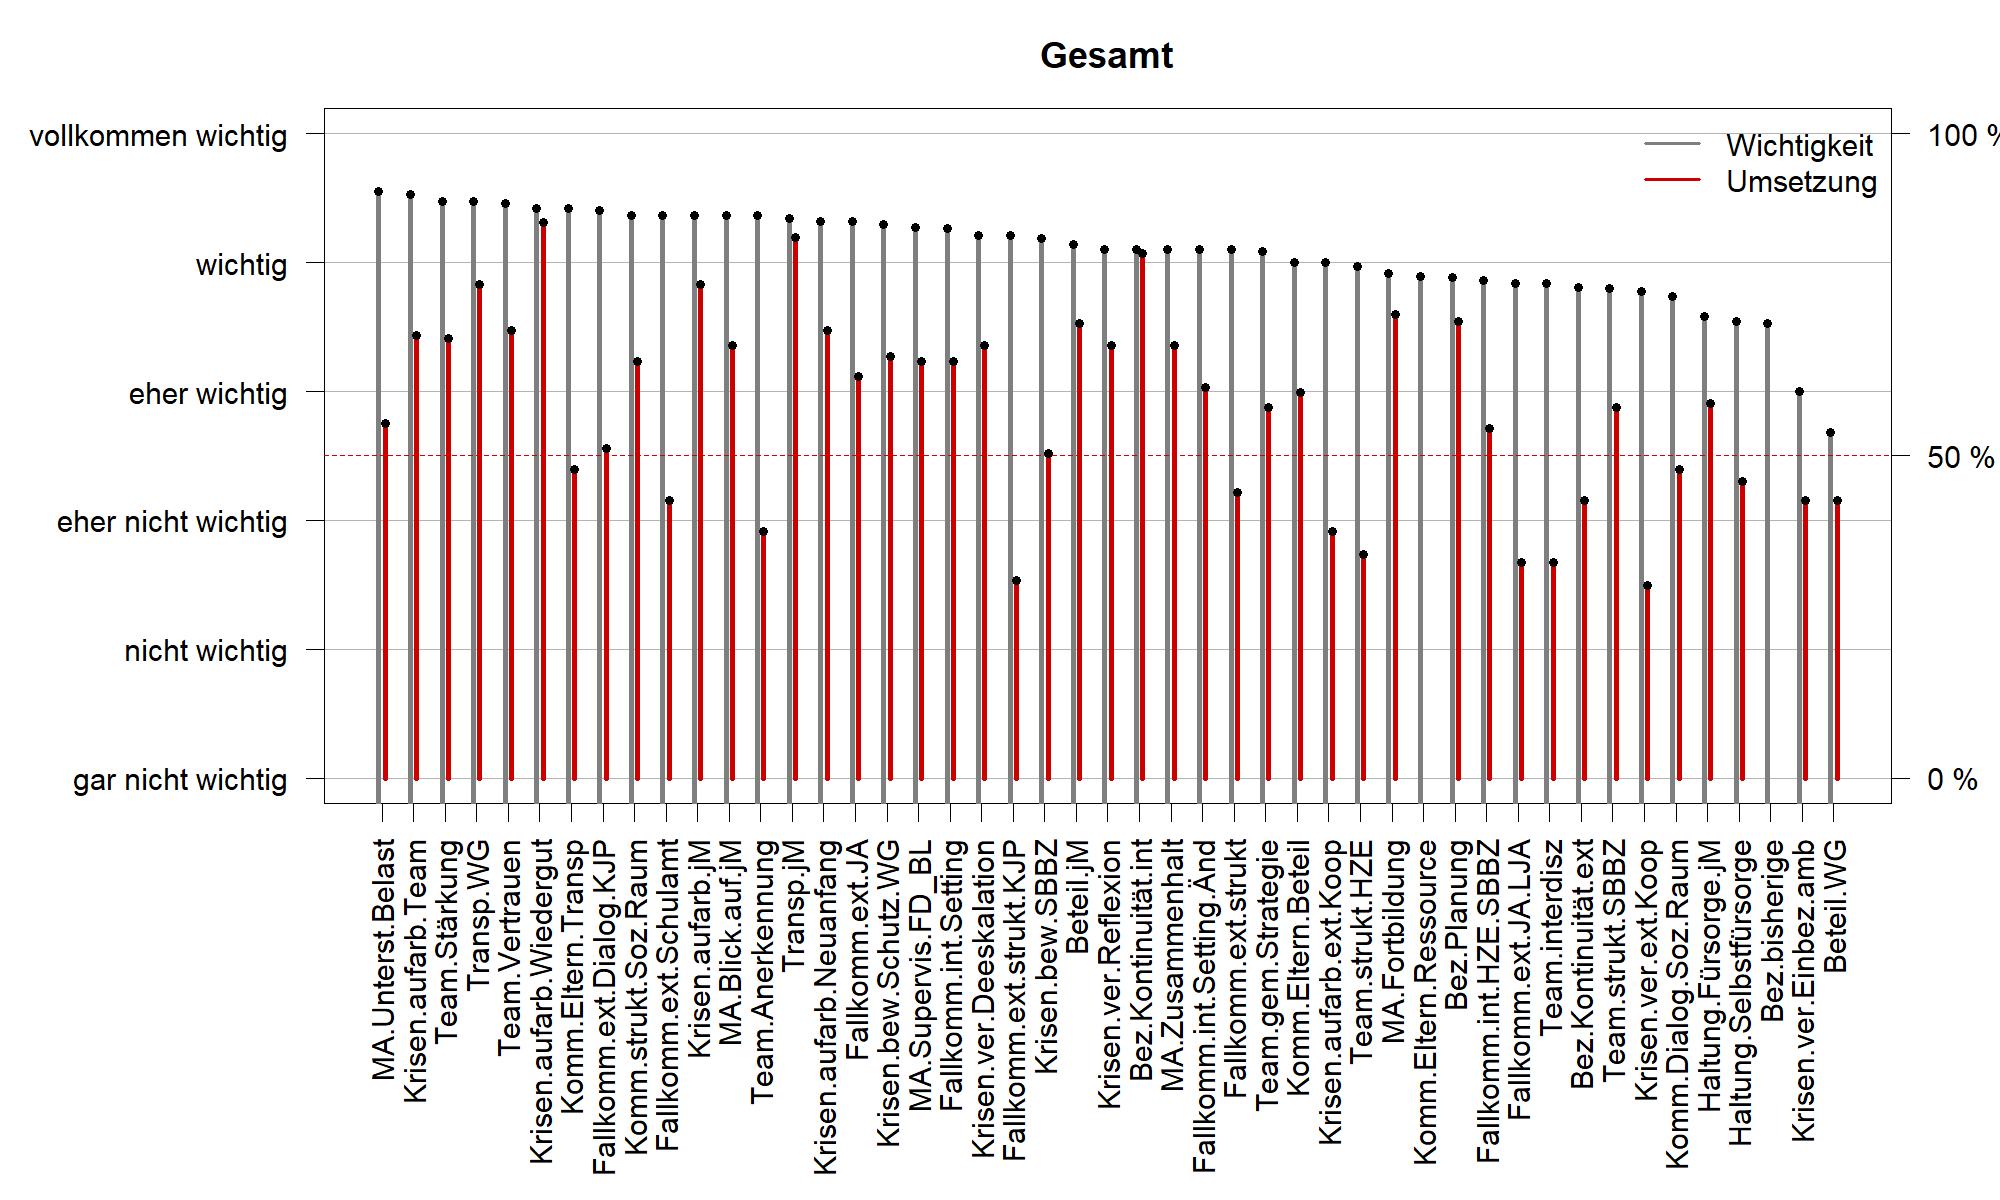 Gesamt
vollkommen wichtig
wichtig
eher wichtig
eher nicht wichtig
nicht wichtig
gar nicht wichtig
100 %
50 %
0 %
Wichtigkeit
Umsetzung
MA.Unterst.Belast
Krisen.aufarb.Team
Team.Stärkung
Transp.WG
Team.Vertrauen
Krisen.aufarb.Wiedergut
Komm.Eltern.Transp
Fallkomm.ext.Dialog.KJP
Komm.strukt.Soz.Raum
Fallkomm.ext.Schulamt
Krisen.aufarb.jM
MA.Blick.auf.jM
Team.Anerkennung
Transp.jM
Krisen.aufarb.Neuanfang
Fallkomm.ext.JA
Krisen.bew.Schutz.WG
MA.Supervis.FD_BL
Fallkomm.int.Setting
Krisen.ver.Deeskalation
Fallkomm.ext.strukt.KJP
Krisen.bew.SBBZ
Beteil.jM
Krisen.ver.Reflexion
Bez.Kontinuität.int
MA.Zusammenhalt
Fallkomm.int.Setting.Änd
Fallkomm.ext.strukt
Team.gem.Strategie
Komm.Eltern.Beteil
Krisen.aufarb.ext.Koop
Team.strukt.HZE
MA.Fortbildung
Komm.Eltern.Ressource
Bez.Planung
Fallkomm.int.HZE.SBBZ
Fallkomm.ext.JA.LJA
Team.interdisz
Bez.Kontinuität.ext
Team.strukt.SBBZ
Krisen.ver.ext.Koop
Komm.Dialog.Soz.Raum
Haltung.Fürsorge.jM
Haltung.Selbstfürsorge
Bez.bisherige
Krisen.ver.Einbez.amb
Beteil.WG